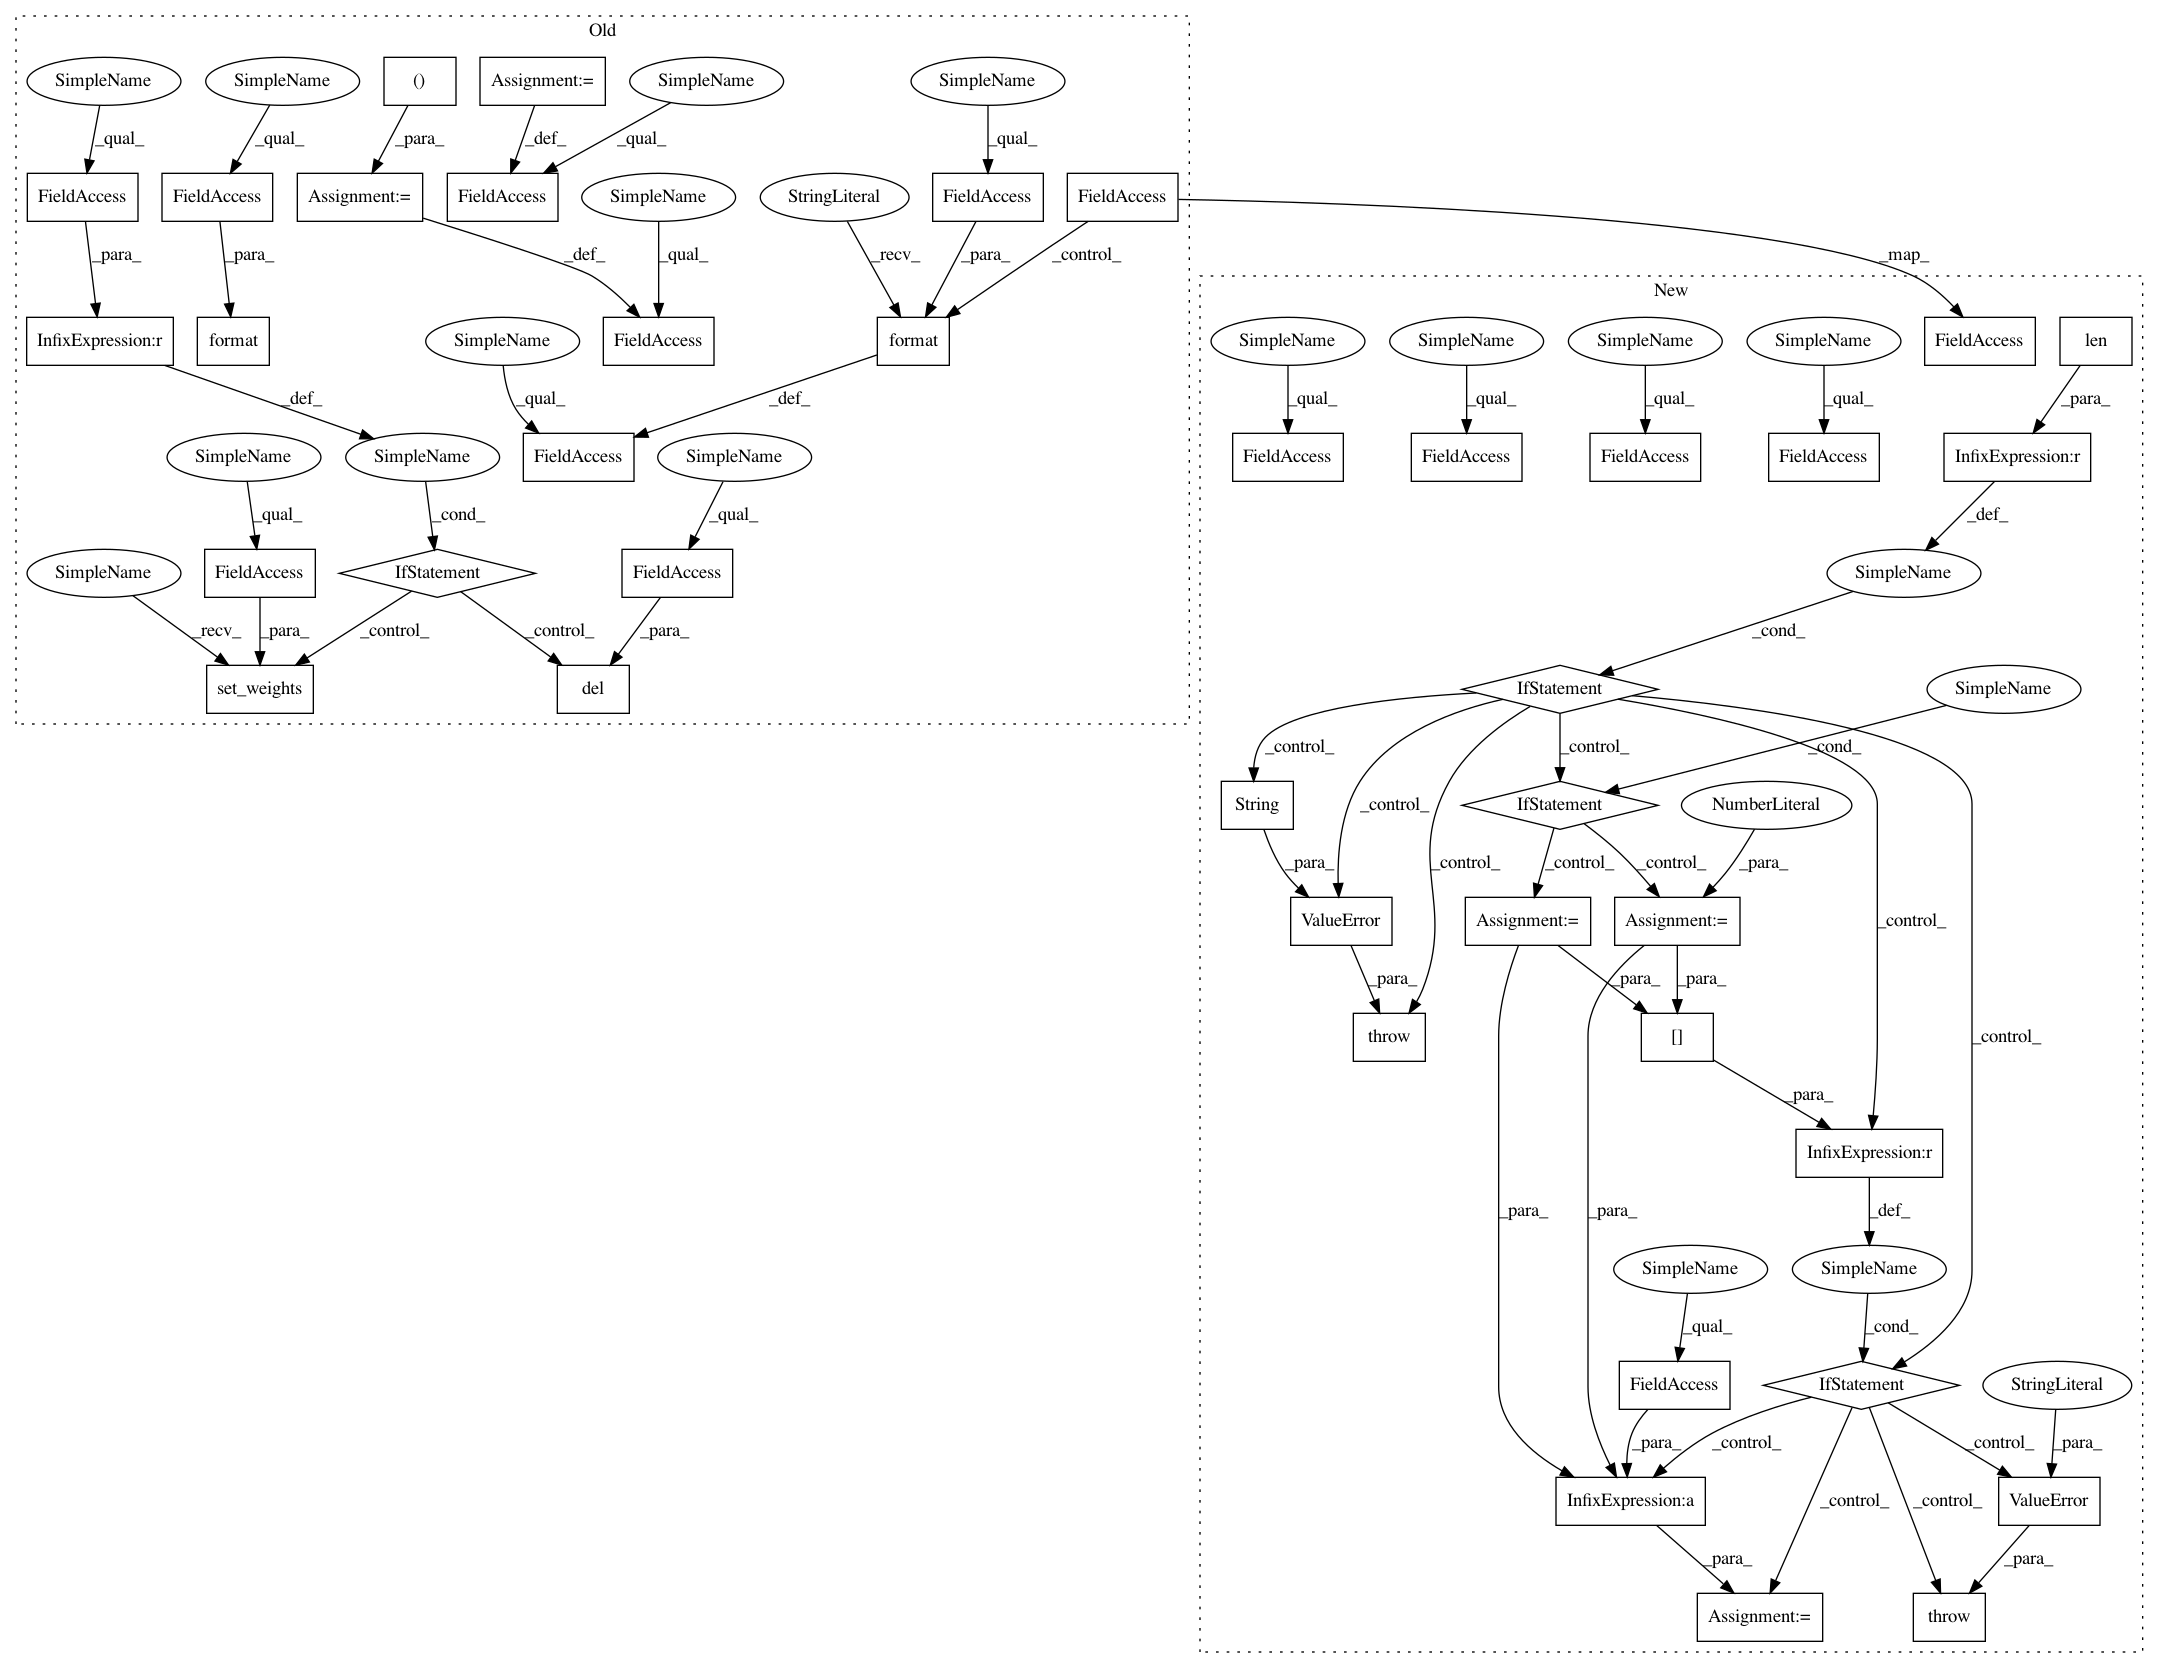 Old
SimpleName
SimpleName
()
Assignment:=
SimpleName
SimpleName
_qual_
_qual_
_para_
_def_
_qual_
_qual_
FieldAccess
FieldAccess
Assignment:=
FieldAccess
SimpleName
StringLiteral
FieldAccess
FieldAccess
_para_
_para_
_def_
_qual_
_recv_
_para_
_control_
_map_
New
InfixExpression:r
format
SimpleName
FieldAccess
format
SimpleName
SimpleName
SimpleName
SimpleName
FieldAccess
len
_def_
_qual_
_def_
_qual_
_qual_
_qual_
_qual_
_para_
SimpleName
SimpleName
FieldAccess
SimpleName
FieldAccess
FieldAccess
FieldAccess
FieldAccess
InfixExpression:r
_qual_
_cond_
_qual_
_def_
SimpleName
FieldAccess
IfStatement
FieldAccess
SimpleName
_recv_
_para_
_control_
_control_
_para_
_cond_
set_weights
del
IfStatement
SimpleName
_control_
_control_
_cond_
String
IfStatement
NumberLiteral
_para_
_control_
_control_
_control_
_control_
_para_
ValueError
Assignment:=
Assignment:=
_control_
_para_
_para_
_para_
throw
[]
_control_
_para_
InfixExpression:r
_para_
_para_
_def_
SimpleName
SimpleName
_qual_
_cond_
FieldAccess
IfStatement
StringLiteral
_para_
_control_
_control_
_para_
InfixExpression:a
_control_
_control_
ValueError
_para_
_para_
Assignment:=
throw